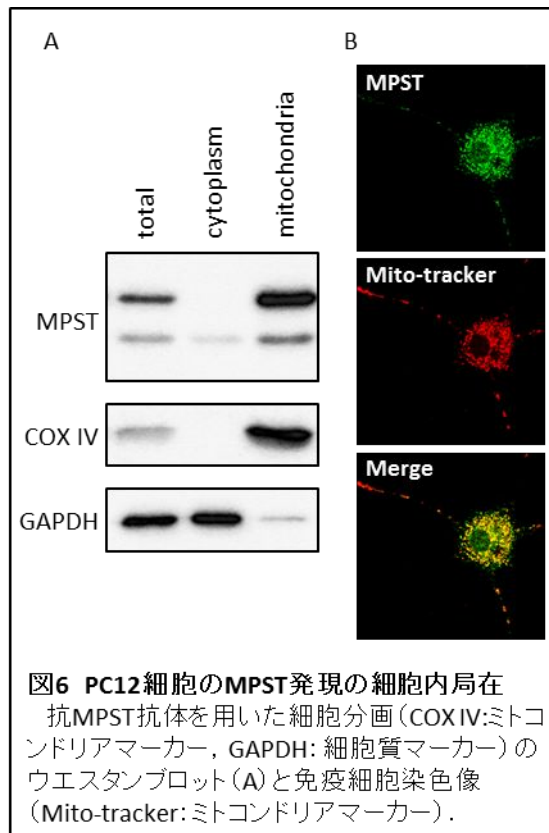 A
B
total
cytoplasm
mitochondria
MPST
COX IV
GAPDH
MPST
Mito-tracker
Merge
図6 PC12細胞のMPST発現の細胞内局在
抗MPST抗体を用いた細胞分画(COX IV:ミトコ
ンドリアマーカー, GAPDH: 細胞質マーカー)の
ウエスタンブロット(A)と免疫細胞染色像
(Mito-tracker:ミトコンドリアマーカー).